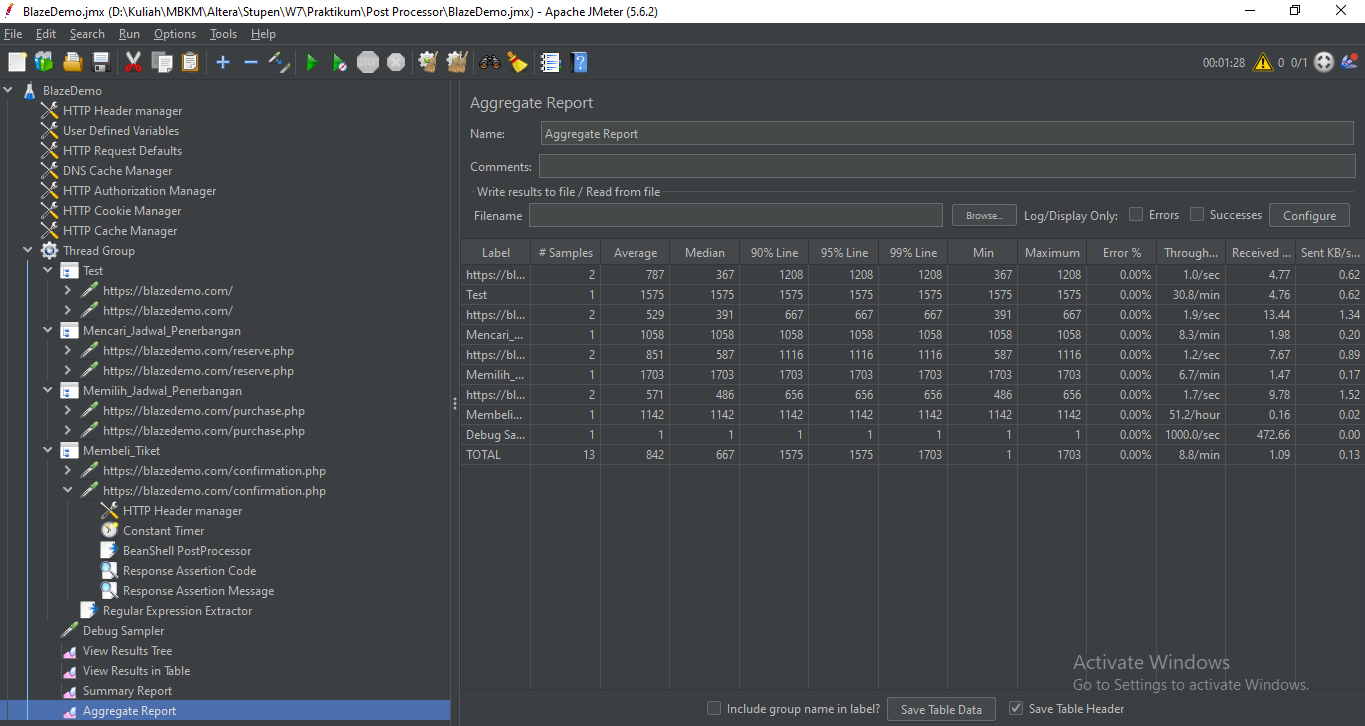 BlazeDemo.jmx (D:\Kuliah\MBKM\Altera\Stupen\W7\Praktikum\Post Processor\BlazeDemo.jmx) - Apache JMeter (5.6.2)
File Edit Search Run Options Tools Help
STOP 00:01:28 0 0/1
BlazeDemo
HTTP Header manager
User Defined Variables
HTTP Request Defaults
DNS Cache Manager
HTTP Authorization Manager
HTTP Cookie Manager
HTTP Cache Manager
Thread Group
Test
https://blazedemo.com/
https://blazedemo.com/
Mencari_Jadwal_Penerbangan
https://blazedemo.com/reserve.php
https://blazedemo.com/reserve.php
Memilih_Jadwal_Penerbangan
https://blazedemo.com/purchase.php
https://blazedemo.com/purchase.php
Membeli_Tiket
https://blazedemo.com/confirmation.php
https://blazedemo.com/confirmation.php
HTTP Header manager
Constant Timer
BeanShell PostProcessor
Response Assertion Code
Response Assertion Message
Regular Expression Extractor
Debug Sampler
View Results Tree
View Results in Table
Summary Report
Aggregate Report
Aggregate Report
Name: Aggregate Report
Comments:
Write results to file / Read from file
Filename Browse... Log/Display Only: Errors Successes Configure
Label # Samples Average Median 90% Line 95% Line 99% Line Min Maximum Error % Through... Received ... Sent KB/s...
https://bl... 2 787 367 1208 1208 1208 367 1208 0.00% 1.0/sec 4.77 0.62
Test 1 1575 1575 1575 1575 1575 1575 1575 0.00% 30.8/min 4.76 0.62
https://bl... 2 529 391 667 667 667 391 667 0.00% 1.9/sec 13.44 1.34
Mencari_... 1 1058 1058 1058 1058 1058 1058 1058 0.00% 8.3/min 1.98 0.20
https://bl... 2 851 587 1116 1116 1116 587 1116 0.00% 1.2/sec 7.67 0.89
Memilih_... 1 1703 1703 1703 1703 1703 1703 1703 0.00% 6.7/min 1.47 0.17
https://bl... 2 571 486 656 656 656 486 656 0.00% 1.7/sec 9.78 1.52
Membeli... 1 1142 1142 1142 1142 1142 1142 1142 0.00% 51.2/hour 0.16 0.02
Debug Sa... 1 1 1 1 1 1 1 1 0.00% 1000.0/sec 472.66 0.00
TOTAL 13 842 667 1575 1575 1703 1 1703 0.00% 8.8/min 1.09 0.13
Activate Windows
Go to Settings to activate Windows.
Include group name in label? Save Table Data Save Table Header